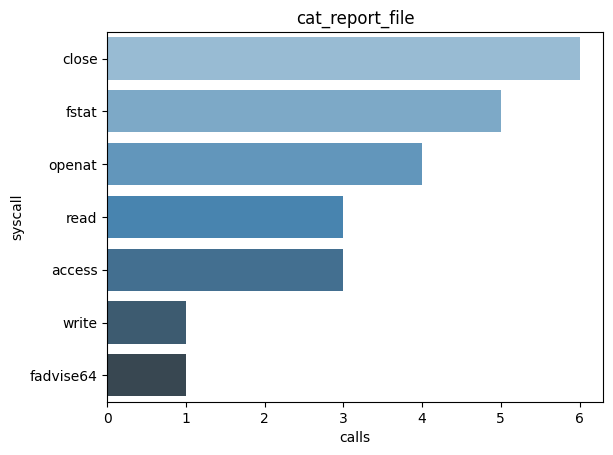 cat_report_file
close
fstat
openat
read
access
write
fadvise64
syscall
0 1 2 3 4 5 6
calls